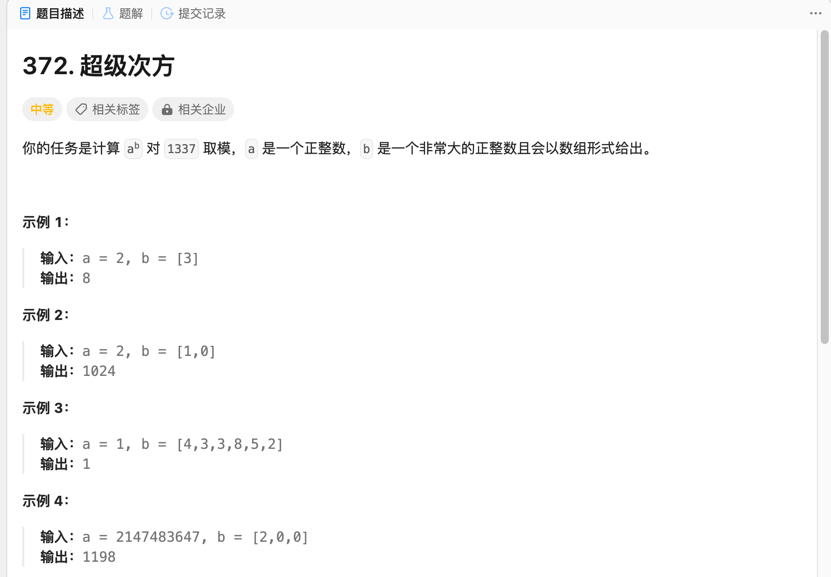 题目描述 题解 提交记录
372. 超级次方
中等 相关标签 相关企业
你的任务是计算 aᵇ 对 1337 取模，a 是一个正整数，b 是一个非常大的正整数且会以数组形式给出。
示例 1：
输入：a = 2, b = [3]
输出：8
示例 2：
输入：a = 2, b = [1,0]
输出：1024
示例 3：
输入：a = 1, b = [4,3,3,8,5,2]
输出：1
示例 4：
输入：a = 2147483647, b = [2,0,0]
输出：1198